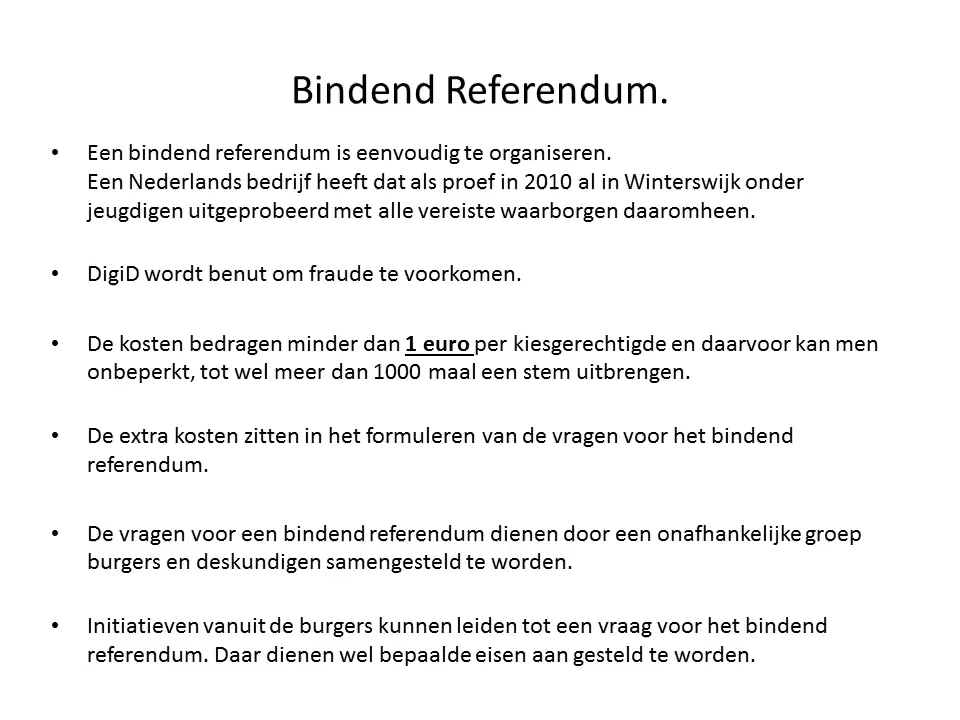 Bindend Referendum.
• Een bindend referendum is eenvoudig te organiseren.
Een Nederlands bedrijf heeft dat als proef in 2010 al in Winterswijk onder
jeugdigen uitgeprobeerd met alle vereiste waarborgen daaromheen.
• DigiD wordt benut om fraude te voorkomen.
• De kosten bedragen minder dan 1 euro per kiesgerechtigde en daarvoor kan men
onbeperkt, tot wel meer dan 1000 maal een stem uitbrengen.
• De extra kosten zitten in het formuleren van de vragen voor het bindend
referendum.
• De vragen voor een bindend referendum dienen door een onafhankelijke groep
burgers en deskundigen samengesteld te worden.
• Initiatieven vanuit de burgers kunnen leiden tot een vraag voor het bindend
referendum. Daar dienen wel bepaalde eisen aan gesteld te worden.